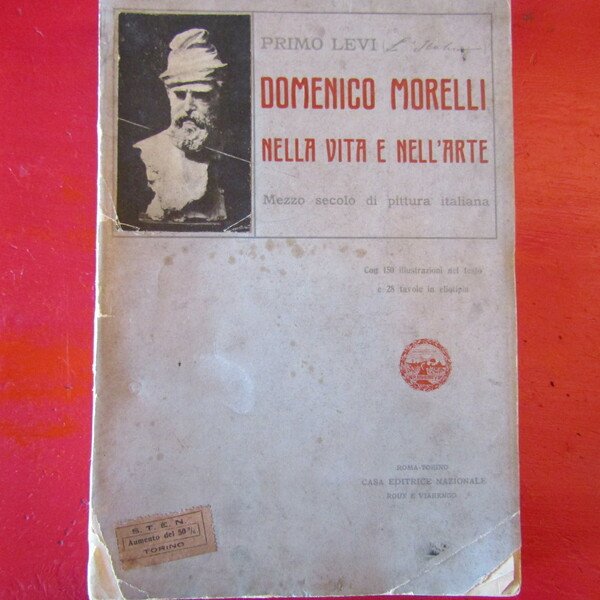 PRIMO LEVI
DOMENICO MORELLI
NELLA VITA E NELL'ARTE
Mezzo secolo di pittura italiana
Con 150 illustrazioni nel testo
e 28 tavole in eliotipia
ROMA-TORINO
CASA EDITRICE NAZIONALE
ROUX E VIARENGO
S. T. E. N.
Aumento del 50 %
TORINO